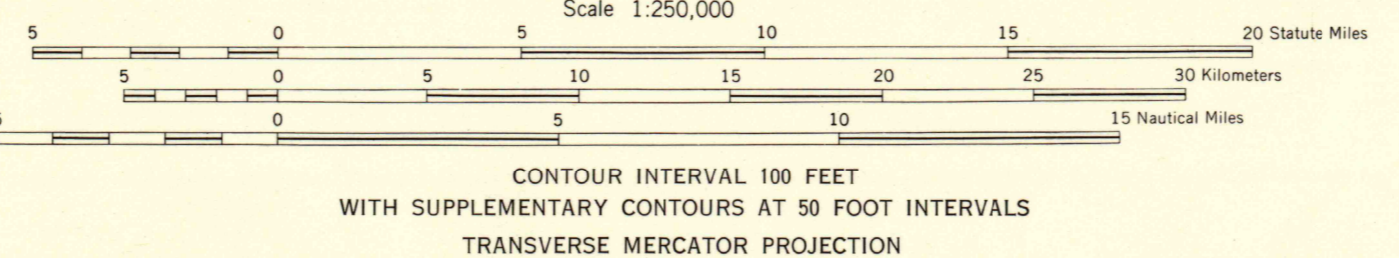 Scale 1:250,000
5 0 5 10 15 20 Statute Miles
5 0 5 10 15 20 25 30 Kilometers
0 5 10 15 Nautical Miles
CONTOUR INTERVAL 100 FEET
WITH SUPPLEMENTARY CONTOURS AT 50 FOOT INTERVALS
TRANSVERSE MERCATOR PROJECTION